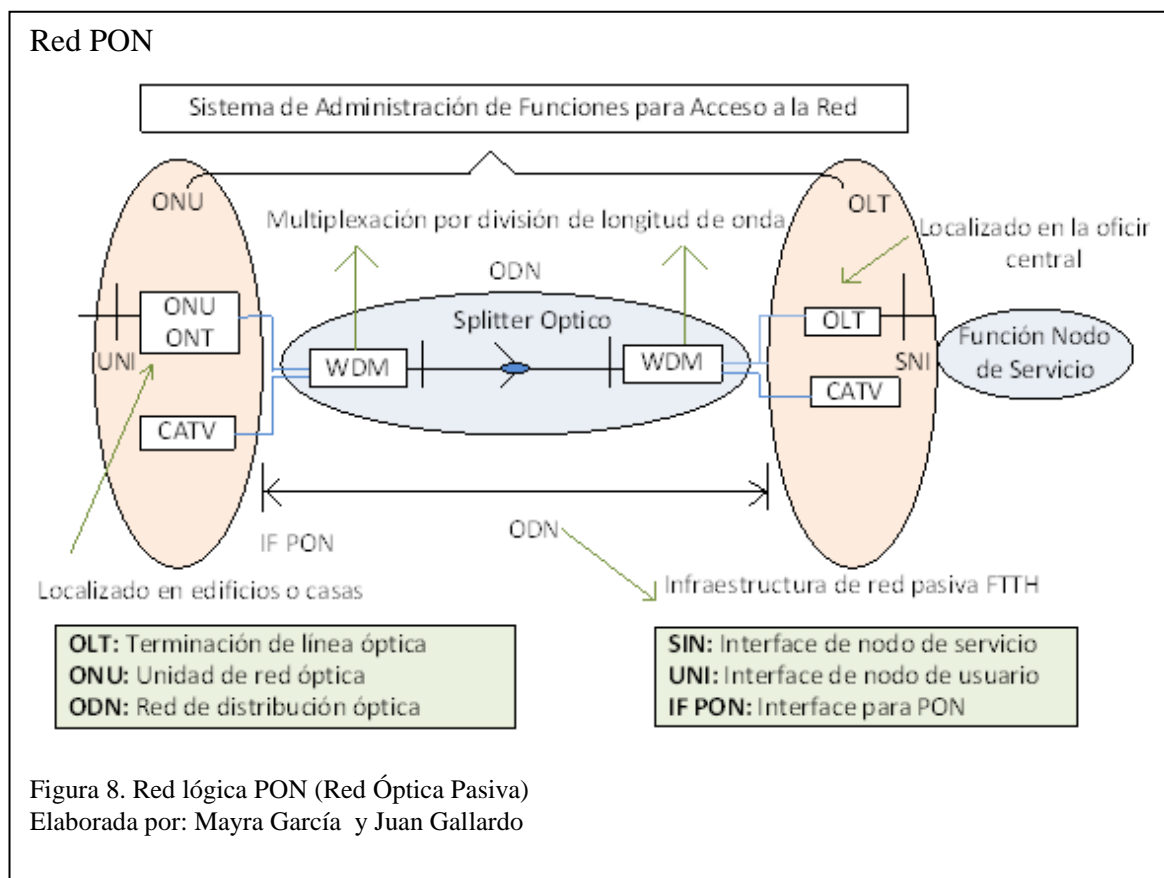 Red PON
Sistema de Administración de Funciones para Acceso a la Red
ONU
OLT
Multiplexación por división de longitud de onda
Localizado en la oficir
central
ODN
ONU
ONT
Splitter Optico
OLT
Función Nodo
de Servicio
UNI
WDM
WDM
SNI
CATV
CATV
IF PON
ODN
Localizado en edificios o casas
Infraestructura de red pasiva FTTH
OLT: Terminación de línea óptica
ONU: Unidad de red óptica
ODN: Red de distribución óptica
SIN: Interface de nodo de servicio
UNI: Interface de nodo de usuario
IF PON: Interface para PON
Figura 8. Red lógica PON (Red Óptica Pasiva)
Elaborada por: Mayra García y Juan Gallardo